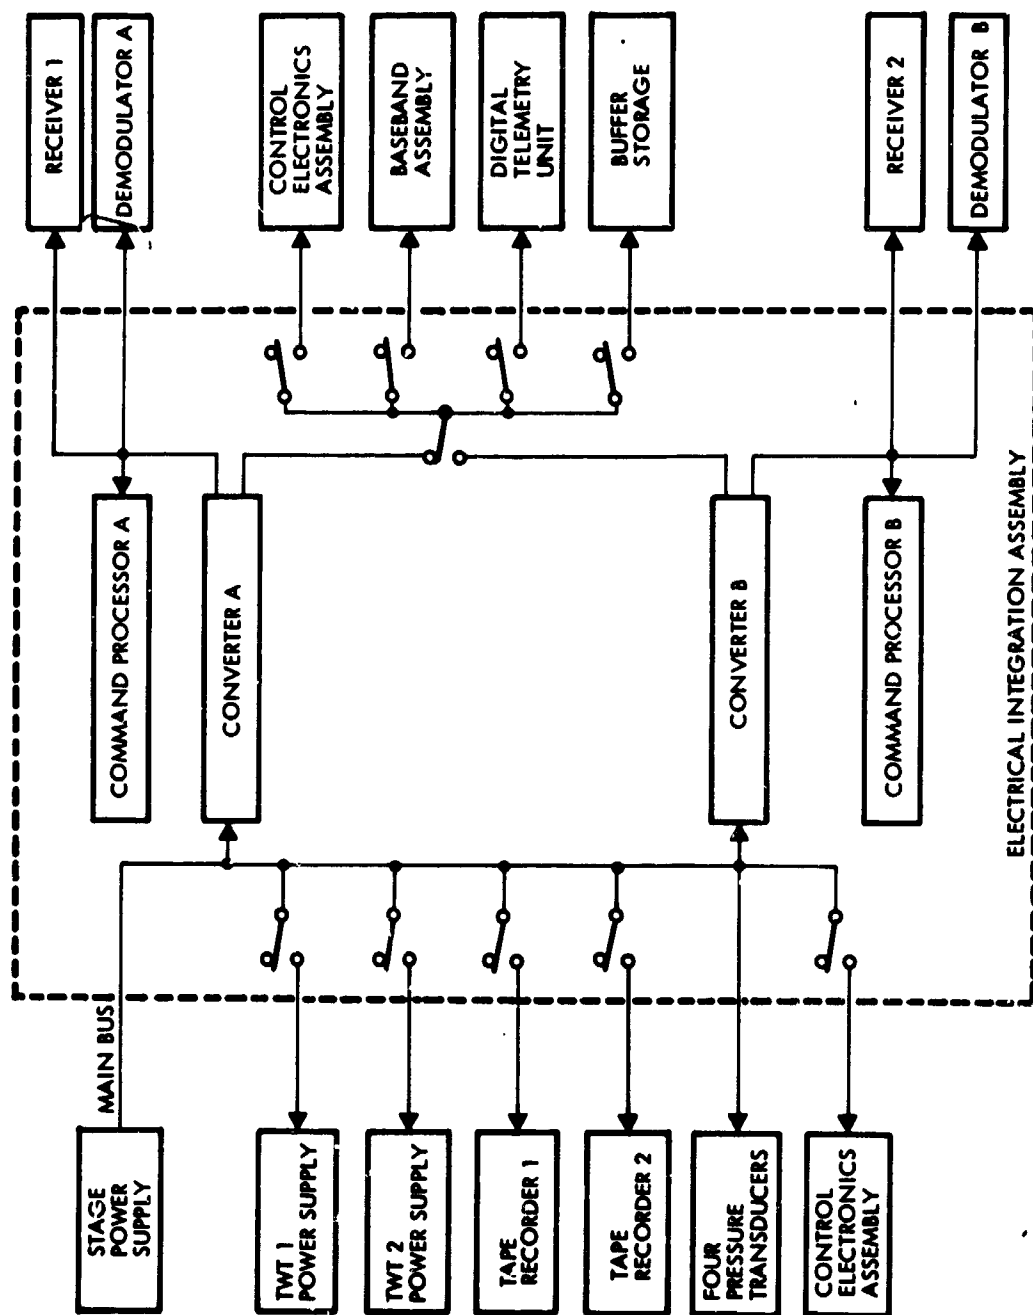 RECEIVER 1
DEMODULATOR A
CONTROL
ELECTRONICS
ASSEMBLY
BASEBAND
ASSEMBLY
DIGITAL
TELEMETRY
UNIT
BUFFER
STORAGE
RECEIVER 2
DEMODULATOR B
COMMAND PROCESSOR A
CONVERTER A
CONVERTER B
COMMAND PROCESSOR B
ELECTRICAL INTEGRATION ASSEMBLY
MAIN BUS
STAGE
POWER
SUPPLY
TWT 1
POWER SUPPLY
TWT 2
POWER SUPPLY
TAPE
RECORDER 1
TAPE
RECORDER 2
FOUR
PRESSURE
TRANSDUCERS
CONTROL
ELECTRONICS
ASSEMBLY